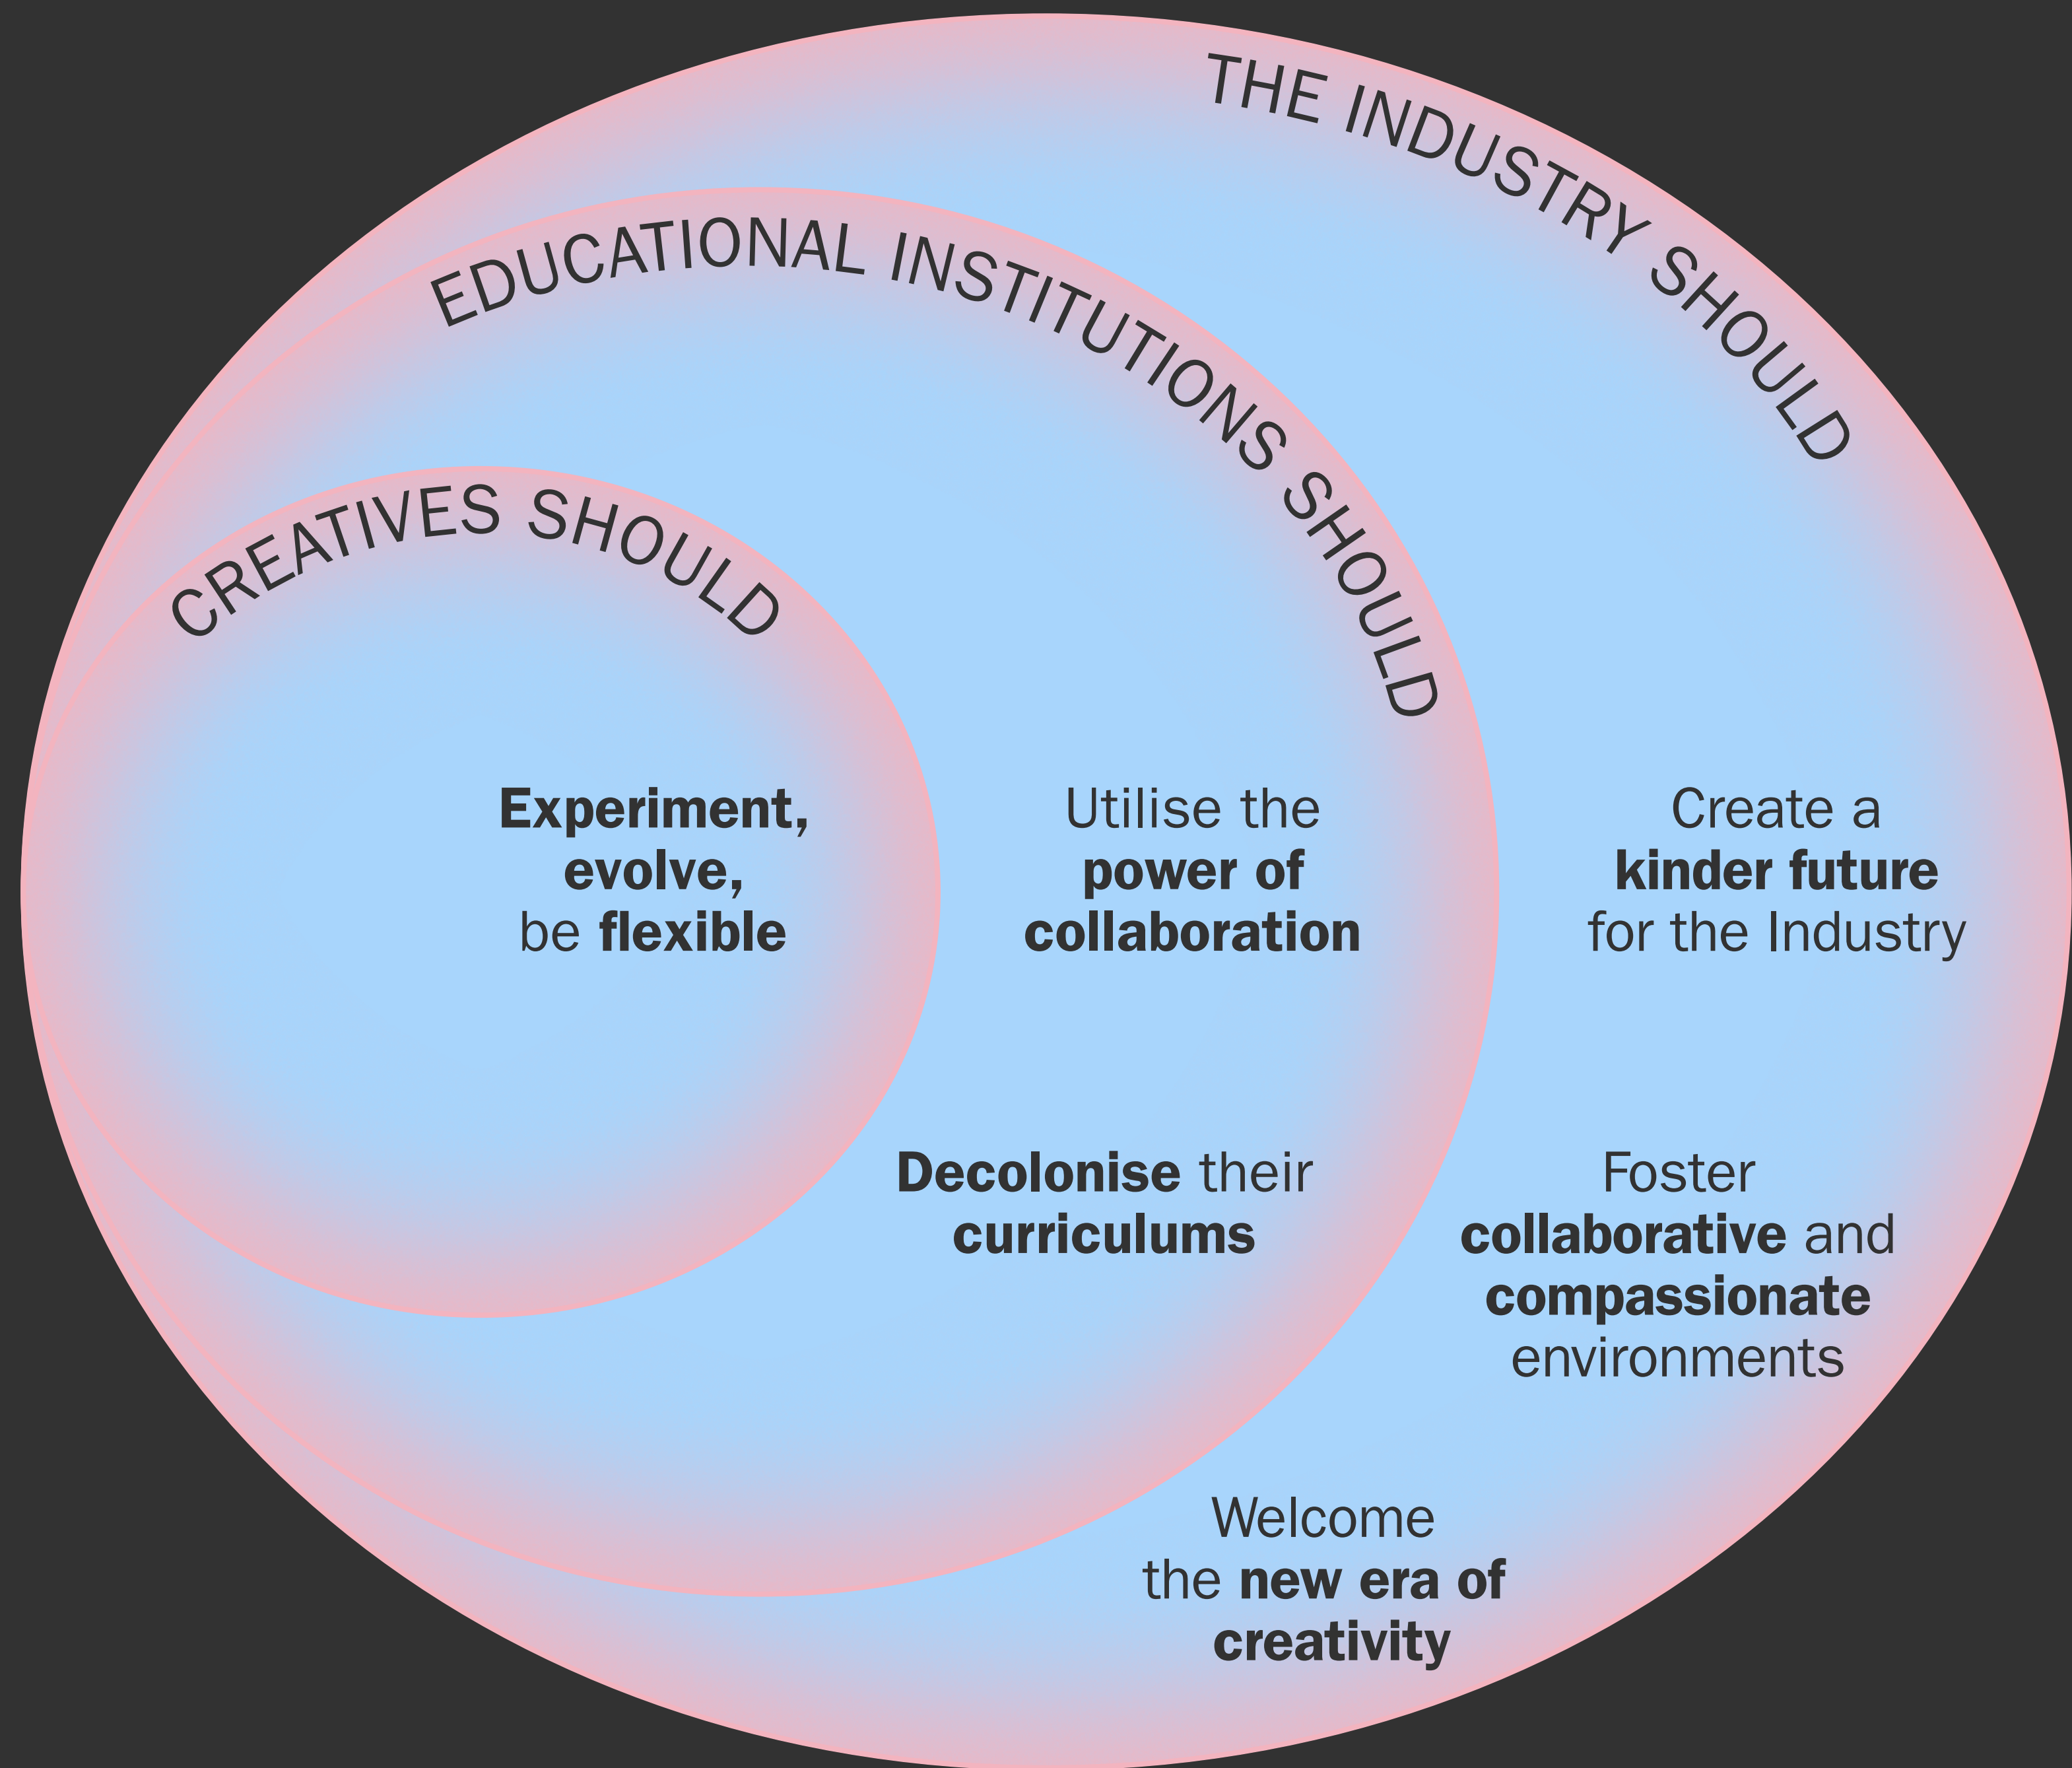 THE INDUSTRY SHOULD
EDUCATIONAL INSTITUTIONS SHOULD
CREATIVES SHOULD
Experiment,
evolve,
be flexible
Utilise the
power of
collaboration
Create a
kinder future
for the Industry
Decolonise their
curriculums
Foster
collaborative and
compassionate
environments
Welcome
the new era of
creativity